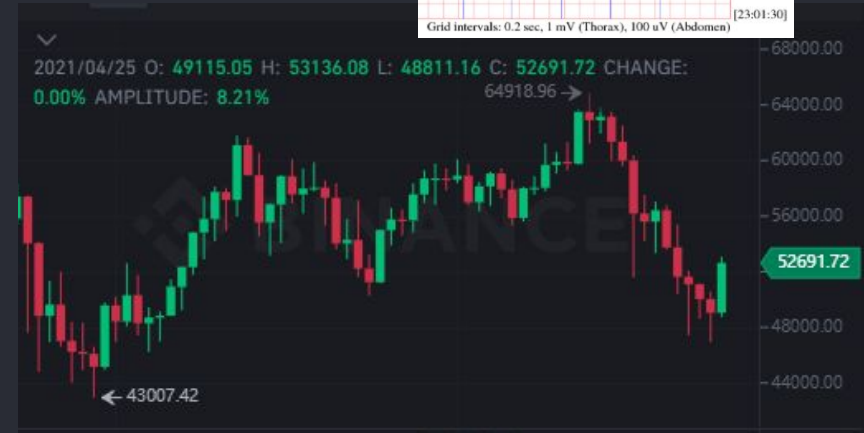 [23:01:30]
Grid intervals: 0.2 sec, 1 mV (Thorax), 100 uV (Abdomen)
68000.00
2021/04/25 O: 49115.05 H: 53136.08 L: 48811.16 C: 52691.72 CHANGE:
0.00% AMPLITUDE: 8.21%
64918.96
64000.00
60000.00
56000.00
BINANCE
52691.72
48000.00
44000.00
43007.42